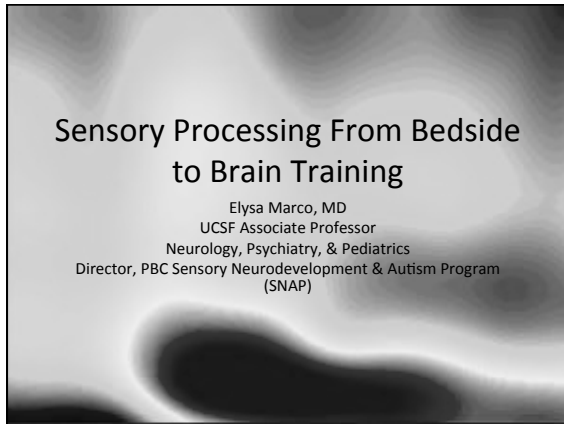 Sensory Processing From Bedside
to Brain Training
Elysa Marco, MD
UCSF Associate Professor
Neurology, Psychiatry, & Pediatrics
Director, PBC Sensory Neurodevelopment & Autism Program
(SNAP)